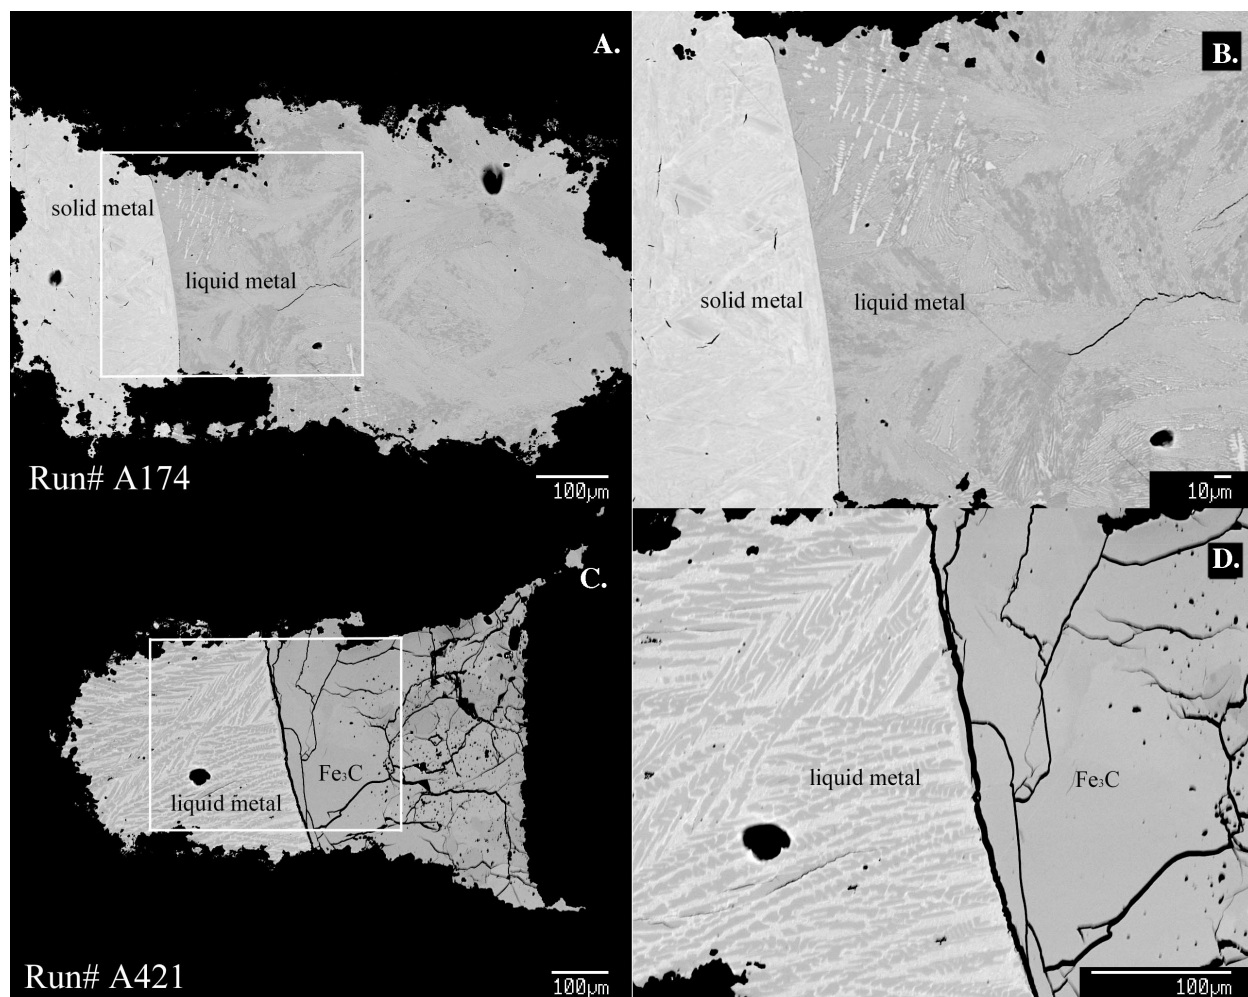 A.
solid metal
liquid metal
Run# A174
100µm
B.
solid metal
liquid metal
10µm
C.
Fe₃C
liquid metal
Run# A421
100µm
D.
liquid metal
Fe₃C
100µm